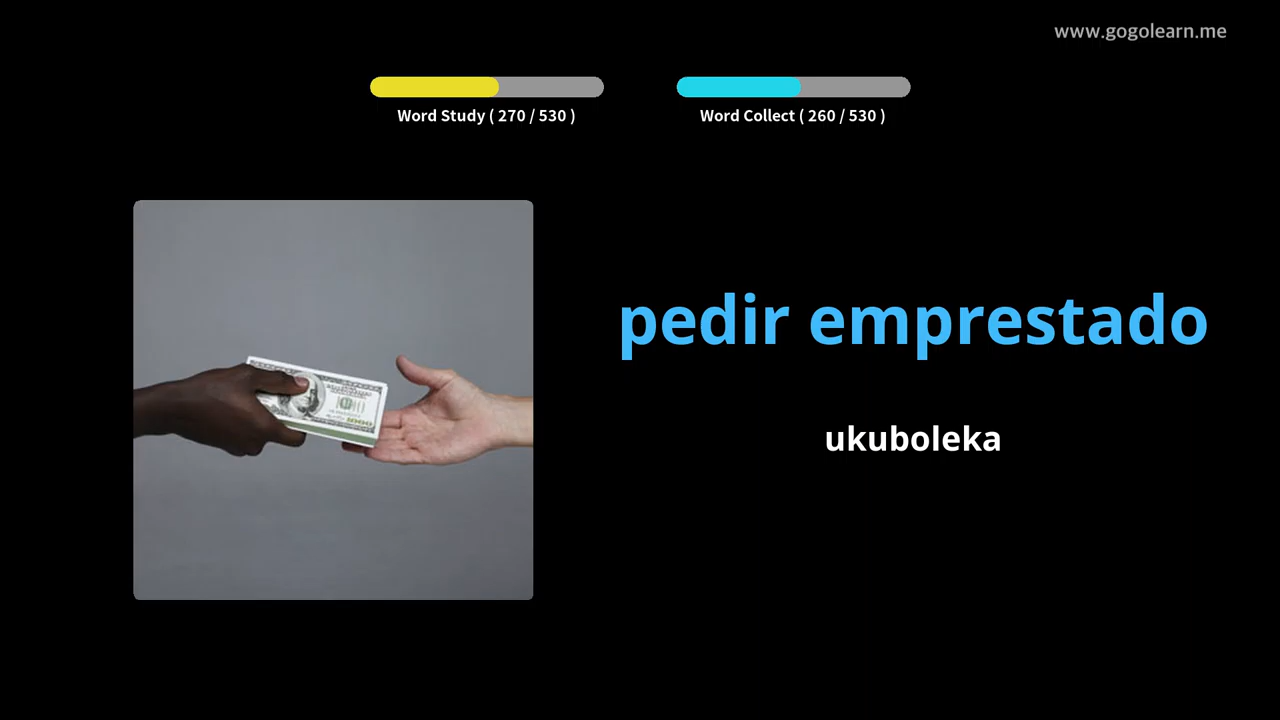 www.gogolearn.me
Word Study ( 270 / 530 )
Word Collect ( 260 / 530 )
pedir emprestado
ukuboleka